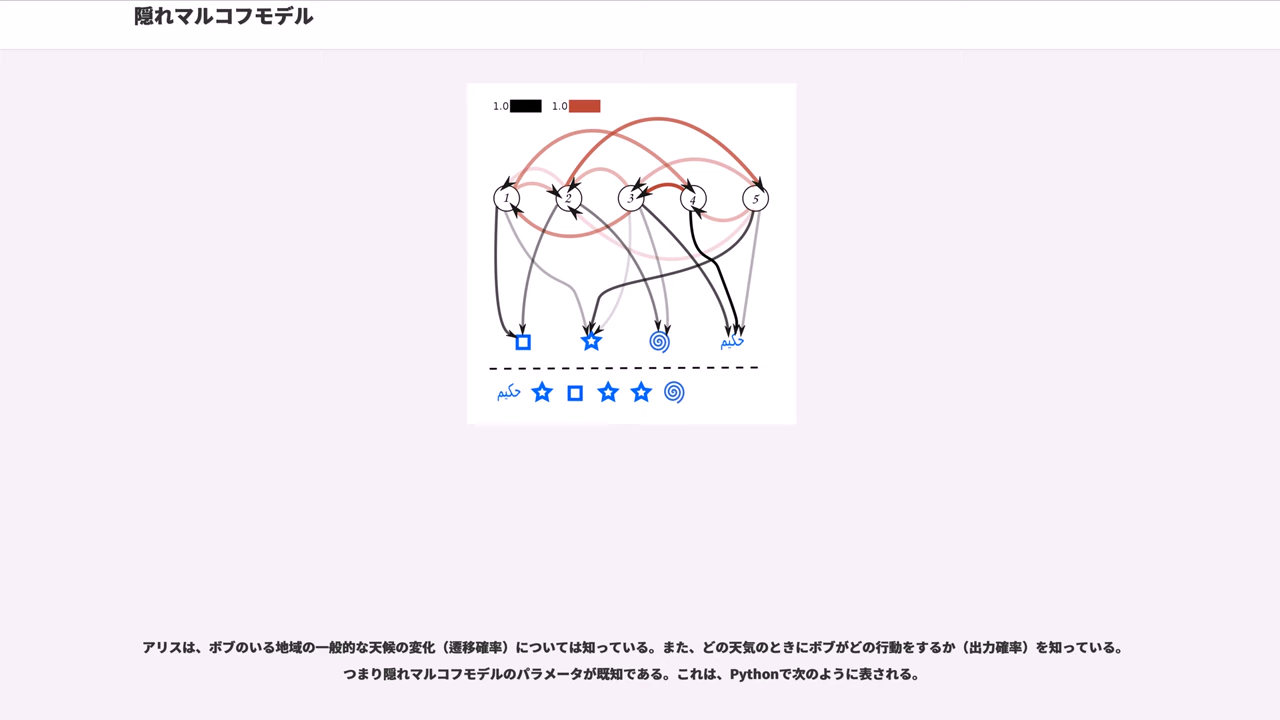 隠れマルコフモデル
1.0 1.0
1 2 3 4 5
حكيم
حكيم
アリスは、ボブのいる地域の一般的な天候の変化（遷移確率）については知っている。また、どの天気のときにボブがどの行動をするか（出力確率）を知っている。
つまり隠れマルコフモデルのパラメータが既知である。これは、Pythonで次のように表される。